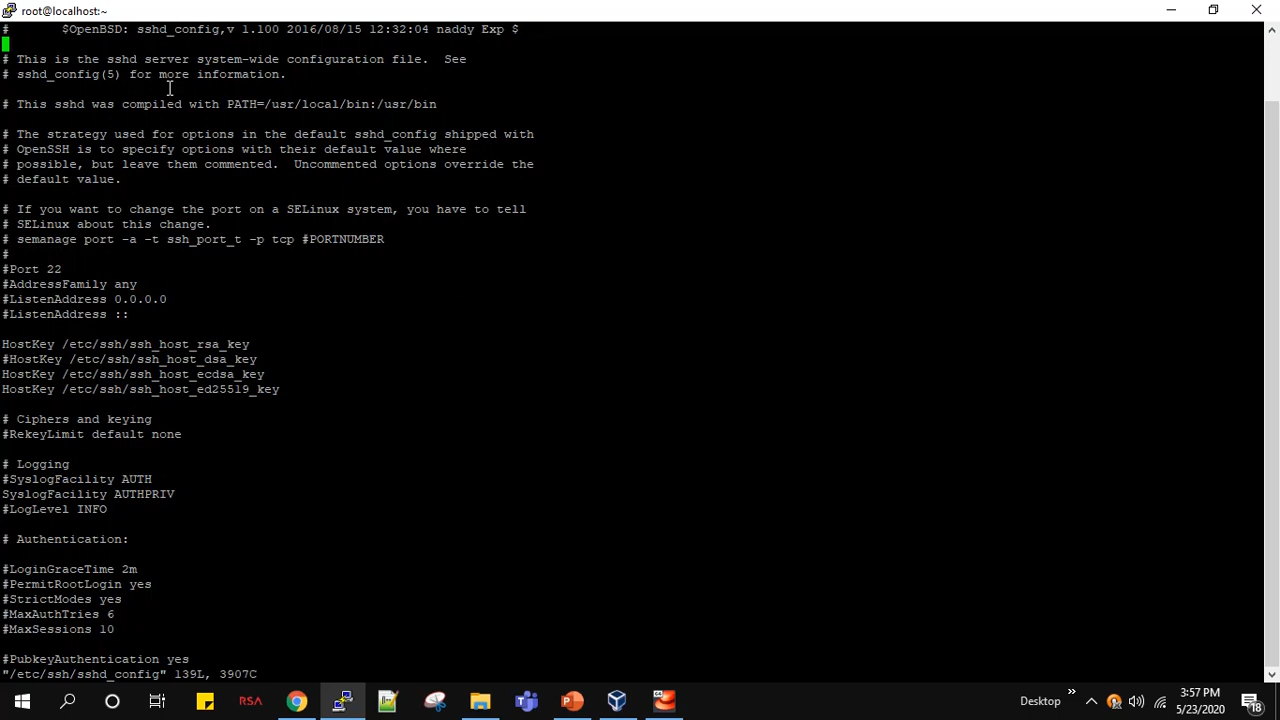 root@localhost:~
#       $OpenBSD: sshd_config,v 1.100 2016/08/15 12:32:04 naddy Exp $
# This is the sshd server system-wide configuration file.  See
# sshd_config(5) for more information.
# This sshd was compiled with PATH=/usr/local/bin:/usr/bin
# The strategy used for options in the default sshd_config shipped with
# OpenSSH is to specify options with their default value where
# possible, but leave them commented.  Uncommented options override the
# default value.
# If you want to change the port on a SELinux system, you have to tell
# SELinux about this change.
# semanage port -a -t ssh_port_t -p tcp #PORTNUMBER
#
#Port 22
#AddressFamily any
#ListenAddress 0.0.0.0
#ListenAddress ::
HostKey /etc/ssh/ssh_host_rsa_key
#HostKey /etc/ssh/ssh_host_dsa_key
HostKey /etc/ssh/ssh_host_ecdsa_key
HostKey /etc/ssh/ssh_host_ed25519_key
# Ciphers and keying
#RekeyLimit default none
# Logging
#SyslogFacility AUTH
SyslogFacility AUTHPRIV
#LogLevel INFO
# Authentication:
#LoginGraceTime 2m
#PermitRootLogin yes
#StrictModes yes
#MaxAuthTries 6
#MaxSessions 10
#PubkeyAuthentication yes
"/etc/ssh/sshd_config" 139L, 3907C
RSA
Desktop
3:57 PM
5/23/2020
18